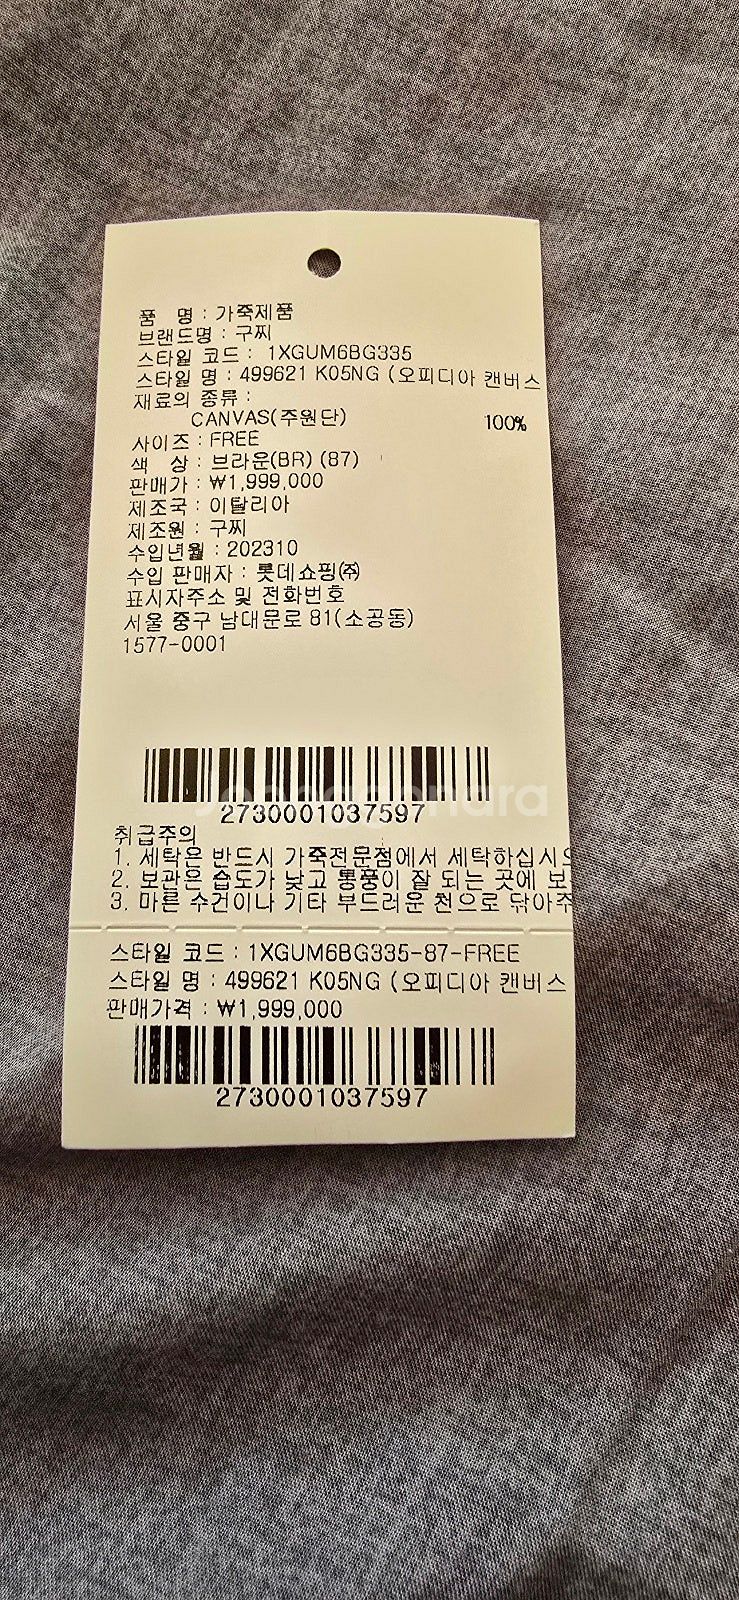 품 명 : 가죽제품
브랜드명 : 구찌
스타일 코드 : 1XGUM6BG335
스타일 명 : 499621 K05NG (오피디아 캔버스
재료의 종류 :
CANVAS(주원단) 100%
사이즈 : FREE
색 상 : 브라운(BR) (87)
판매가 : ₩1,999,000
제조국 : 이탈리아
제조원 : 구찌
수입년월 : 202310
수입 판매자 : 롯데쇼핑㈜
표시자주소 및 전화번호
서울 중구 남대문로 81(소공동)
1577-0001
joonggonara
2730001037597
취급주의
1. 세탁은 반드시 가죽전문점에서 세탁하십시오
2. 보관은 습도가 낮고 통풍이 잘 되는 곳에 보
3. 마른 수건이나 기타 부드러운 천으로 닦아주
스타일 코드 : 1XGUM6BG335-87-FREE
스타일 명 : 499621 K05NG (오피디아 캔버스
판매가격 : ₩1,999,000
2730001037597